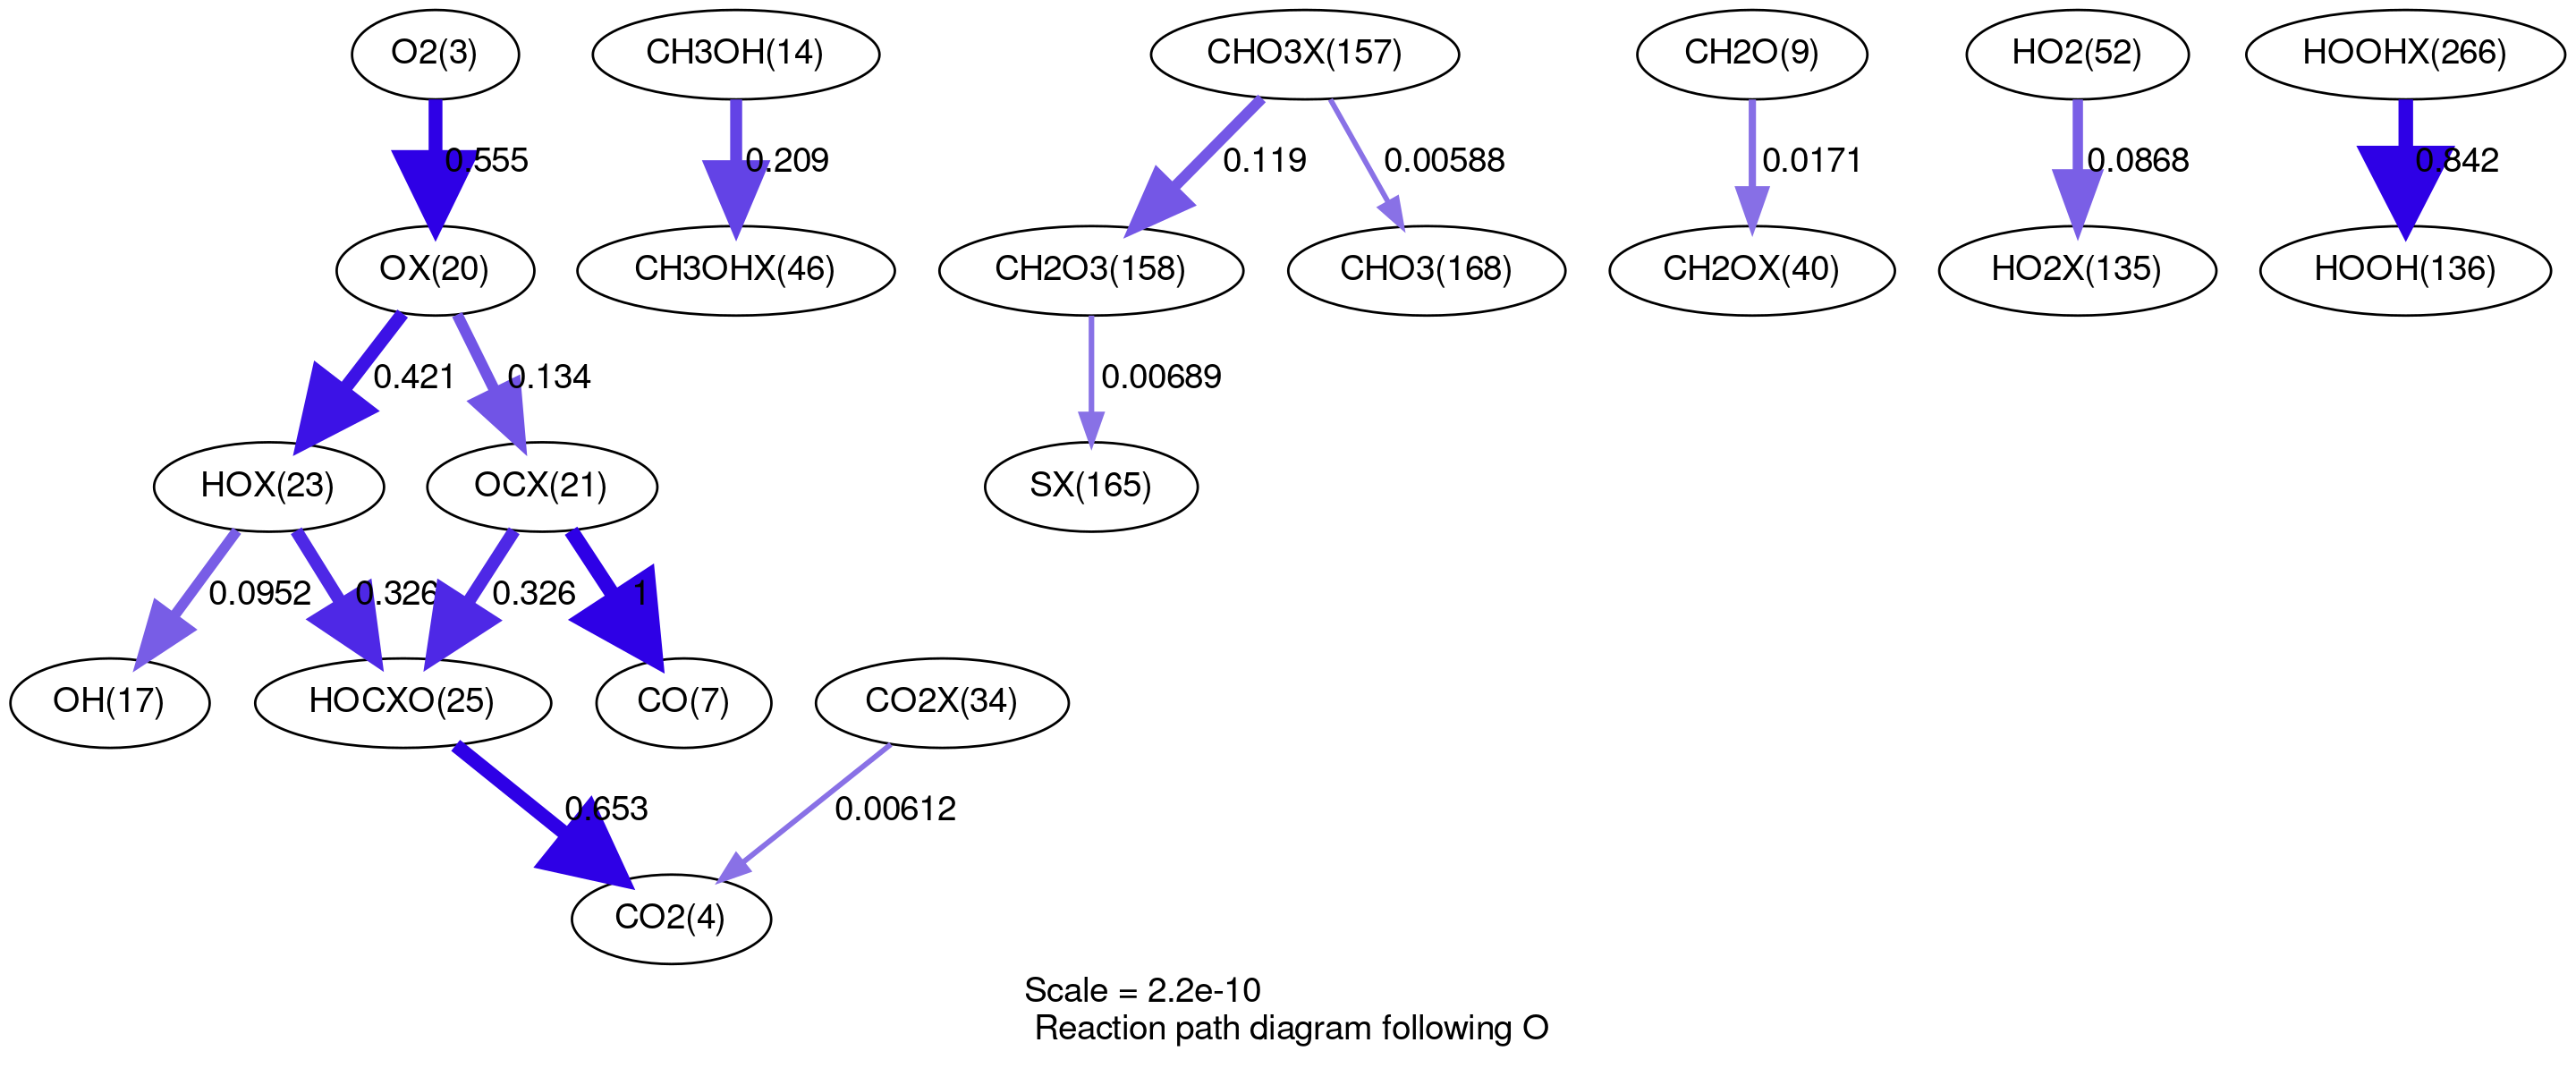 O2(3)
CH3OH(14)
CHO3X(157)
CH2O(9)
HO2(52)
HOOHX(266)
0.555
0.209
0.119
0.00588
0.0171
0.0868
0.842
OX(20)
CH3OHX(46)
CH2O3(158)
CHO3(168)
CH2OX(40)
HO2X(135)
HOOH(136)
0.421
0.134
0.00689
HOX(23)
OCX(21)
SX(165)
0.0952
0.326
0.326
1
OH(17)
HOCXO(25)
CO(7)
CO2X(34)
0.653
0.00612
CO2(4)
Scale = 2.2e-10
Reaction path diagram following O